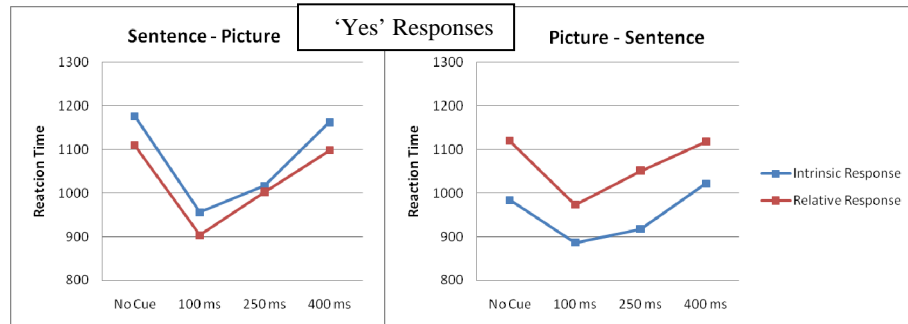 'Yes' Responses
Sentence - Picture
1300
1200
1100
1000
900
800
Reatcion Time
No Cue 100 ms 250 ms 400 ms
Picture - Sentence
1300
1200
1100
1000
900
800
Reaction Time
No Cue 100 ms 250 ms 400 ms
Intrinsic Response
Relative Response